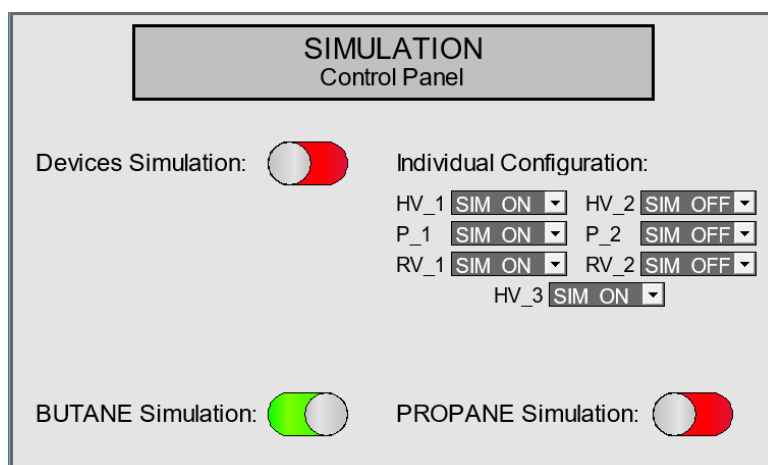 SIMULATION
Control Panel
Devices Simulation:
Individual Configuration:
HV_1 SIM ON HV_2 SIM OFF
P_1 SIM ON P_2 SIM OFF
RV_1 SIM ON RV_2 SIM OFF
HV_3 SIM ON
BUTANE Simulation: PROPANE Simulation: